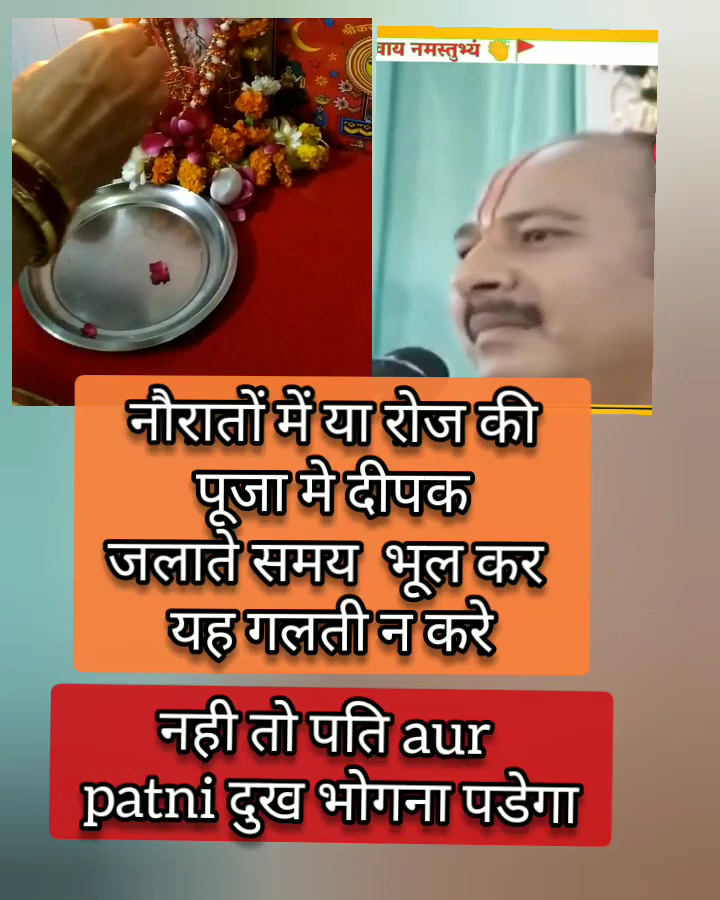 वाय नमस्तुभ्यं 👏🚩
नौरातों में या रोज की
पूजा मे दीपक
जलाते समय भूल कर
यह गलती न करे
नही तो पति aur
patni दुख भोगना पडेगा